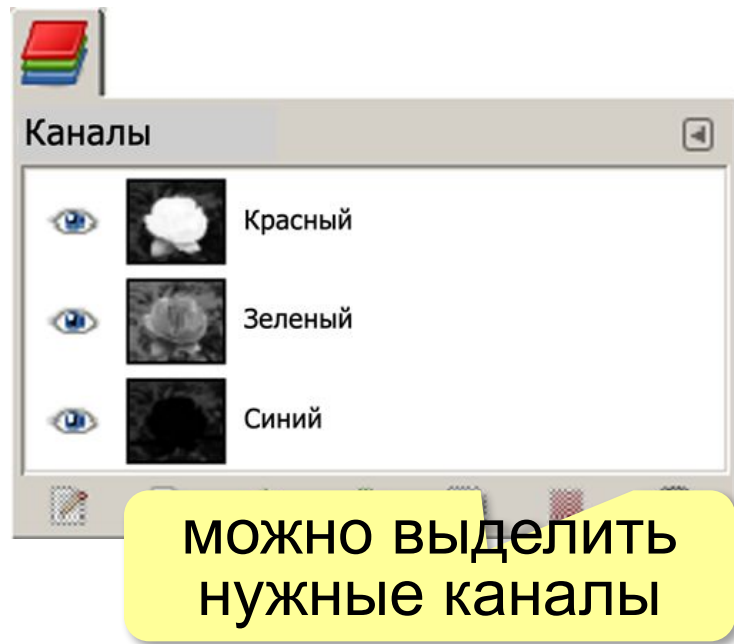 Каналы
Красный
Зеленый
Синий
можно выделить
нужные каналы